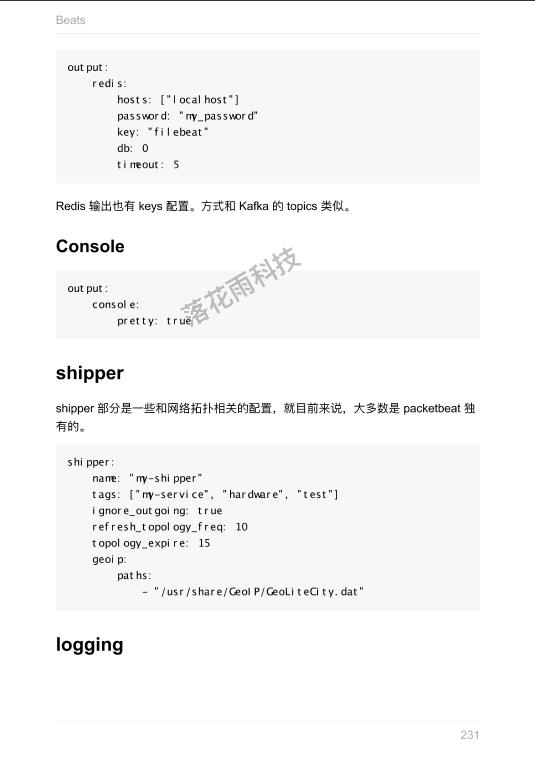 Beats
output:
    redis:
        hosts: ["localhost"]
        password: "my_password"
        key: "filebeat"
        db: 0
        timeout: 5
Redis 输出也有 keys 配置。方式和 Kafka 的 topics 类似。
Console
output:
    console:
        pretty: true
落花雨科技
shipper
shipper 部分是一些和网络拓扑相关的配置，就目前来说，大多数是 packetbeat 独
有的。
shipper:
    name: "my-shipper"
    tags: ["my-service", "hardware", "test"]
    ignore_outgoing: true
    refresh_topology_freq: 10
    topology_expire: 15
    geoip:
        paths:
            - "/usr/share/GeoIP/GeoLiteCity.dat"
logging
231